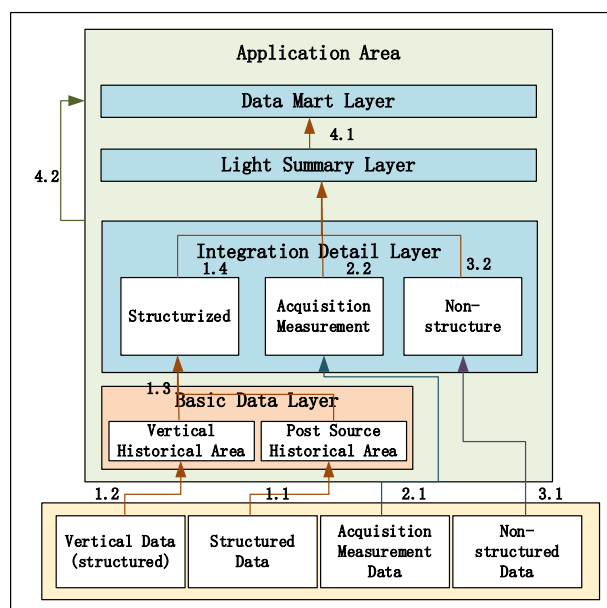 Application Area
Data Mart Layer
4.1
Light Summary Layer
4.2
Integration Detail Layer
1.4
2.2
3.2
Structurized
Acquisition
Measurement
Non-
structure
1.3
Basic Data Layer
Vertical
Historical Area
Post Source
Historical Area
1.2
1.1
2.1
3.1
Vertical Data
(structured)
Structured
Data
Acquisition
Measurement
Data
Non-
structured
Data